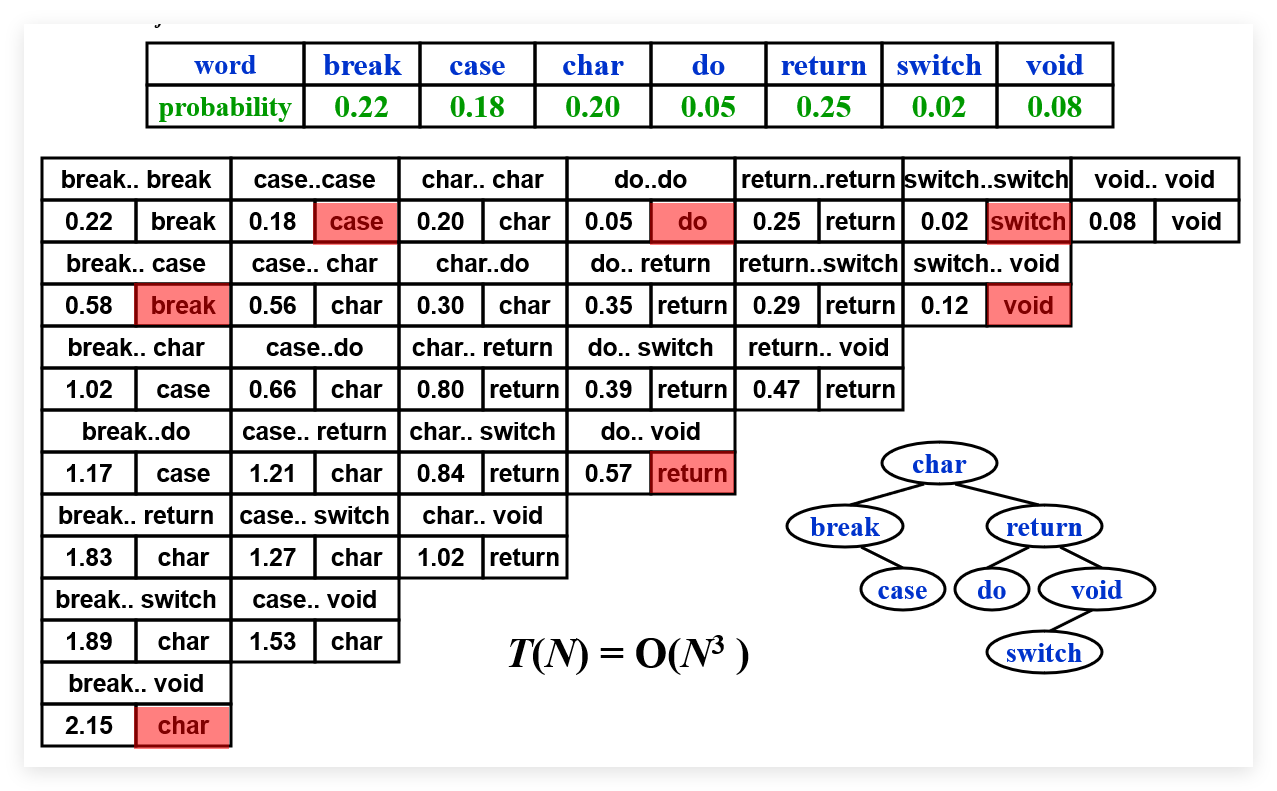 word break case char do return switch void
probability 0.22 0.18 0.20 0.05 0.25 0.02 0.08
break.. break case..case char.. char do..do return..return switch..switch void.. void
0.22 break 0.18 case 0.20 char 0.05 do 0.25 return 0.02 switch 0.08 void
break.. case case.. char char..do do.. return return..switch switch.. void
0.58 break 0.56 char 0.30 char 0.35 return 0.29 return 0.12 void
break.. char case..do char.. return do.. switch return.. void
1.02 case 0.66 char 0.80 return 0.39 return 0.47 return
break..do case.. return char.. switch do.. void
1.17 case 1.21 char 0.84 return 0.57 return
break.. return case.. switch char.. void
1.83 char 1.27 char 1.02 return
break.. switch case.. void
1.89 char 1.53 char
break.. void
2.15 char
char
break return
case do void
switch
T(N) = O(N³ )